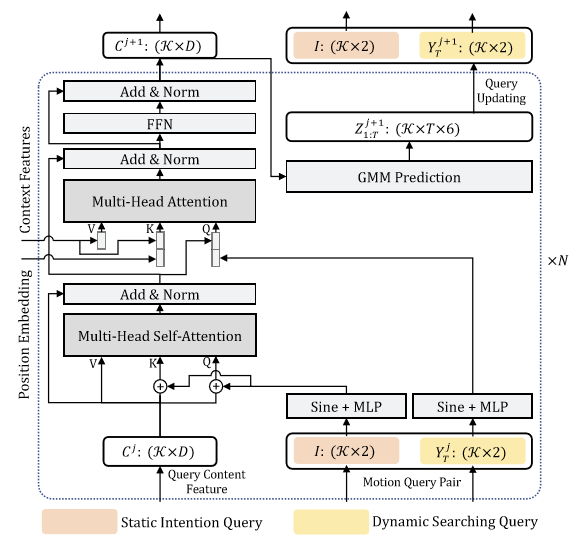 C^{j+1}: (𝒦×D)
I: (𝒦×2)
Y_T^{j+1}: (𝒦×2)
Add & Norm
FFN
Add & Norm
Multi-Head Attention
V
K
Q
Query
Updating
Z_{1:T}^{j+1}: (𝒦×T×6)
GMM Prediction
Context Features
Position Embedding
×N
Add & Norm
Multi-Head Self-Attention
V
K
Q
Sine + MLP
Sine + MLP
C^j: (𝒦×D)
I: (𝒦×2)
Y_T^j: (𝒦×2)
Query Content
Feature
Motion Query Pair
Static Intention Query
Dynamic Searching Query